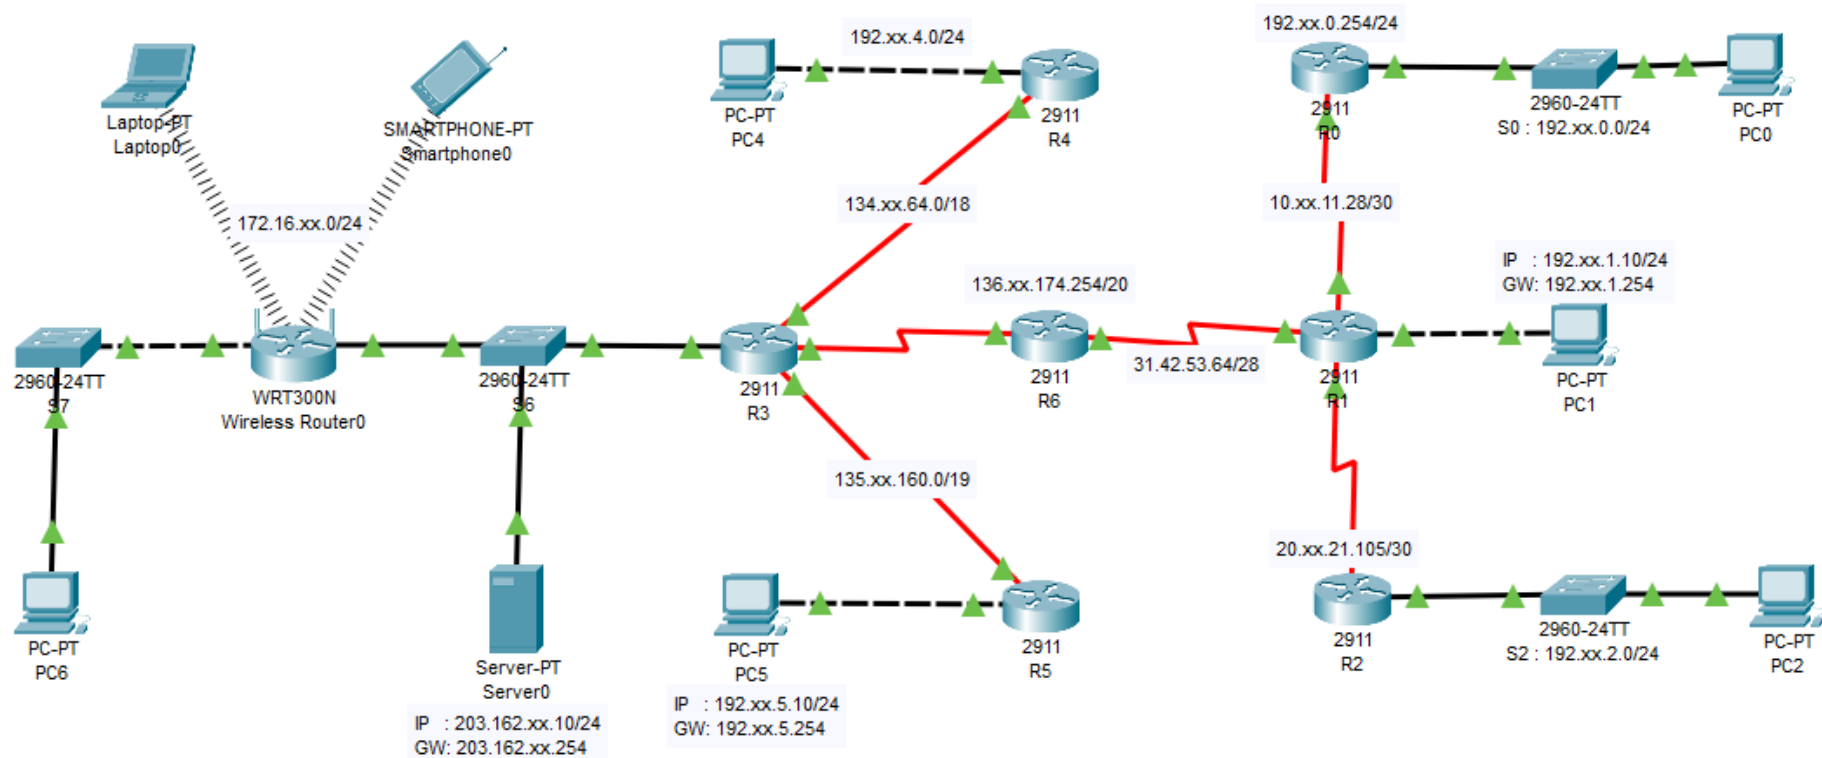 Laptop-PT
Laptop0
SMARTPHONE-PT
Smartphone0
172.16.xx.0/24
2960-24TT
S7
WRT300N
Wireless Router0
2960-24TT
S6
PC-PT
PC6
Server-PT
Server0
IP : 203.162.xx.10/24
GW: 203.162.xx.254
192.xx.4.0/24
PC-PT
PC4
2911
R4
134.xx.64.0/18
2911
R3
136.xx.174.254/20
2911
R6
31.42.53.64/28
135.xx.160.0/19
PC-PT
PC5
IP : 192.xx.5.10/24
GW: 192.xx.5.254
2911
R5
192.xx.0.254/24
2911
R0
2960-24TT
S0 : 192.xx.0.0/24
PC-PT
PC0
10.xx.11.28/30
IP : 192.xx.1.10/24
GW: 192.xx.1.254
2911
R1
PC-PT
PC1
20.xx.21.105/30
2911
R2
2960-24TT
S2 : 192.xx.2.0/24
PC-PT
PC2